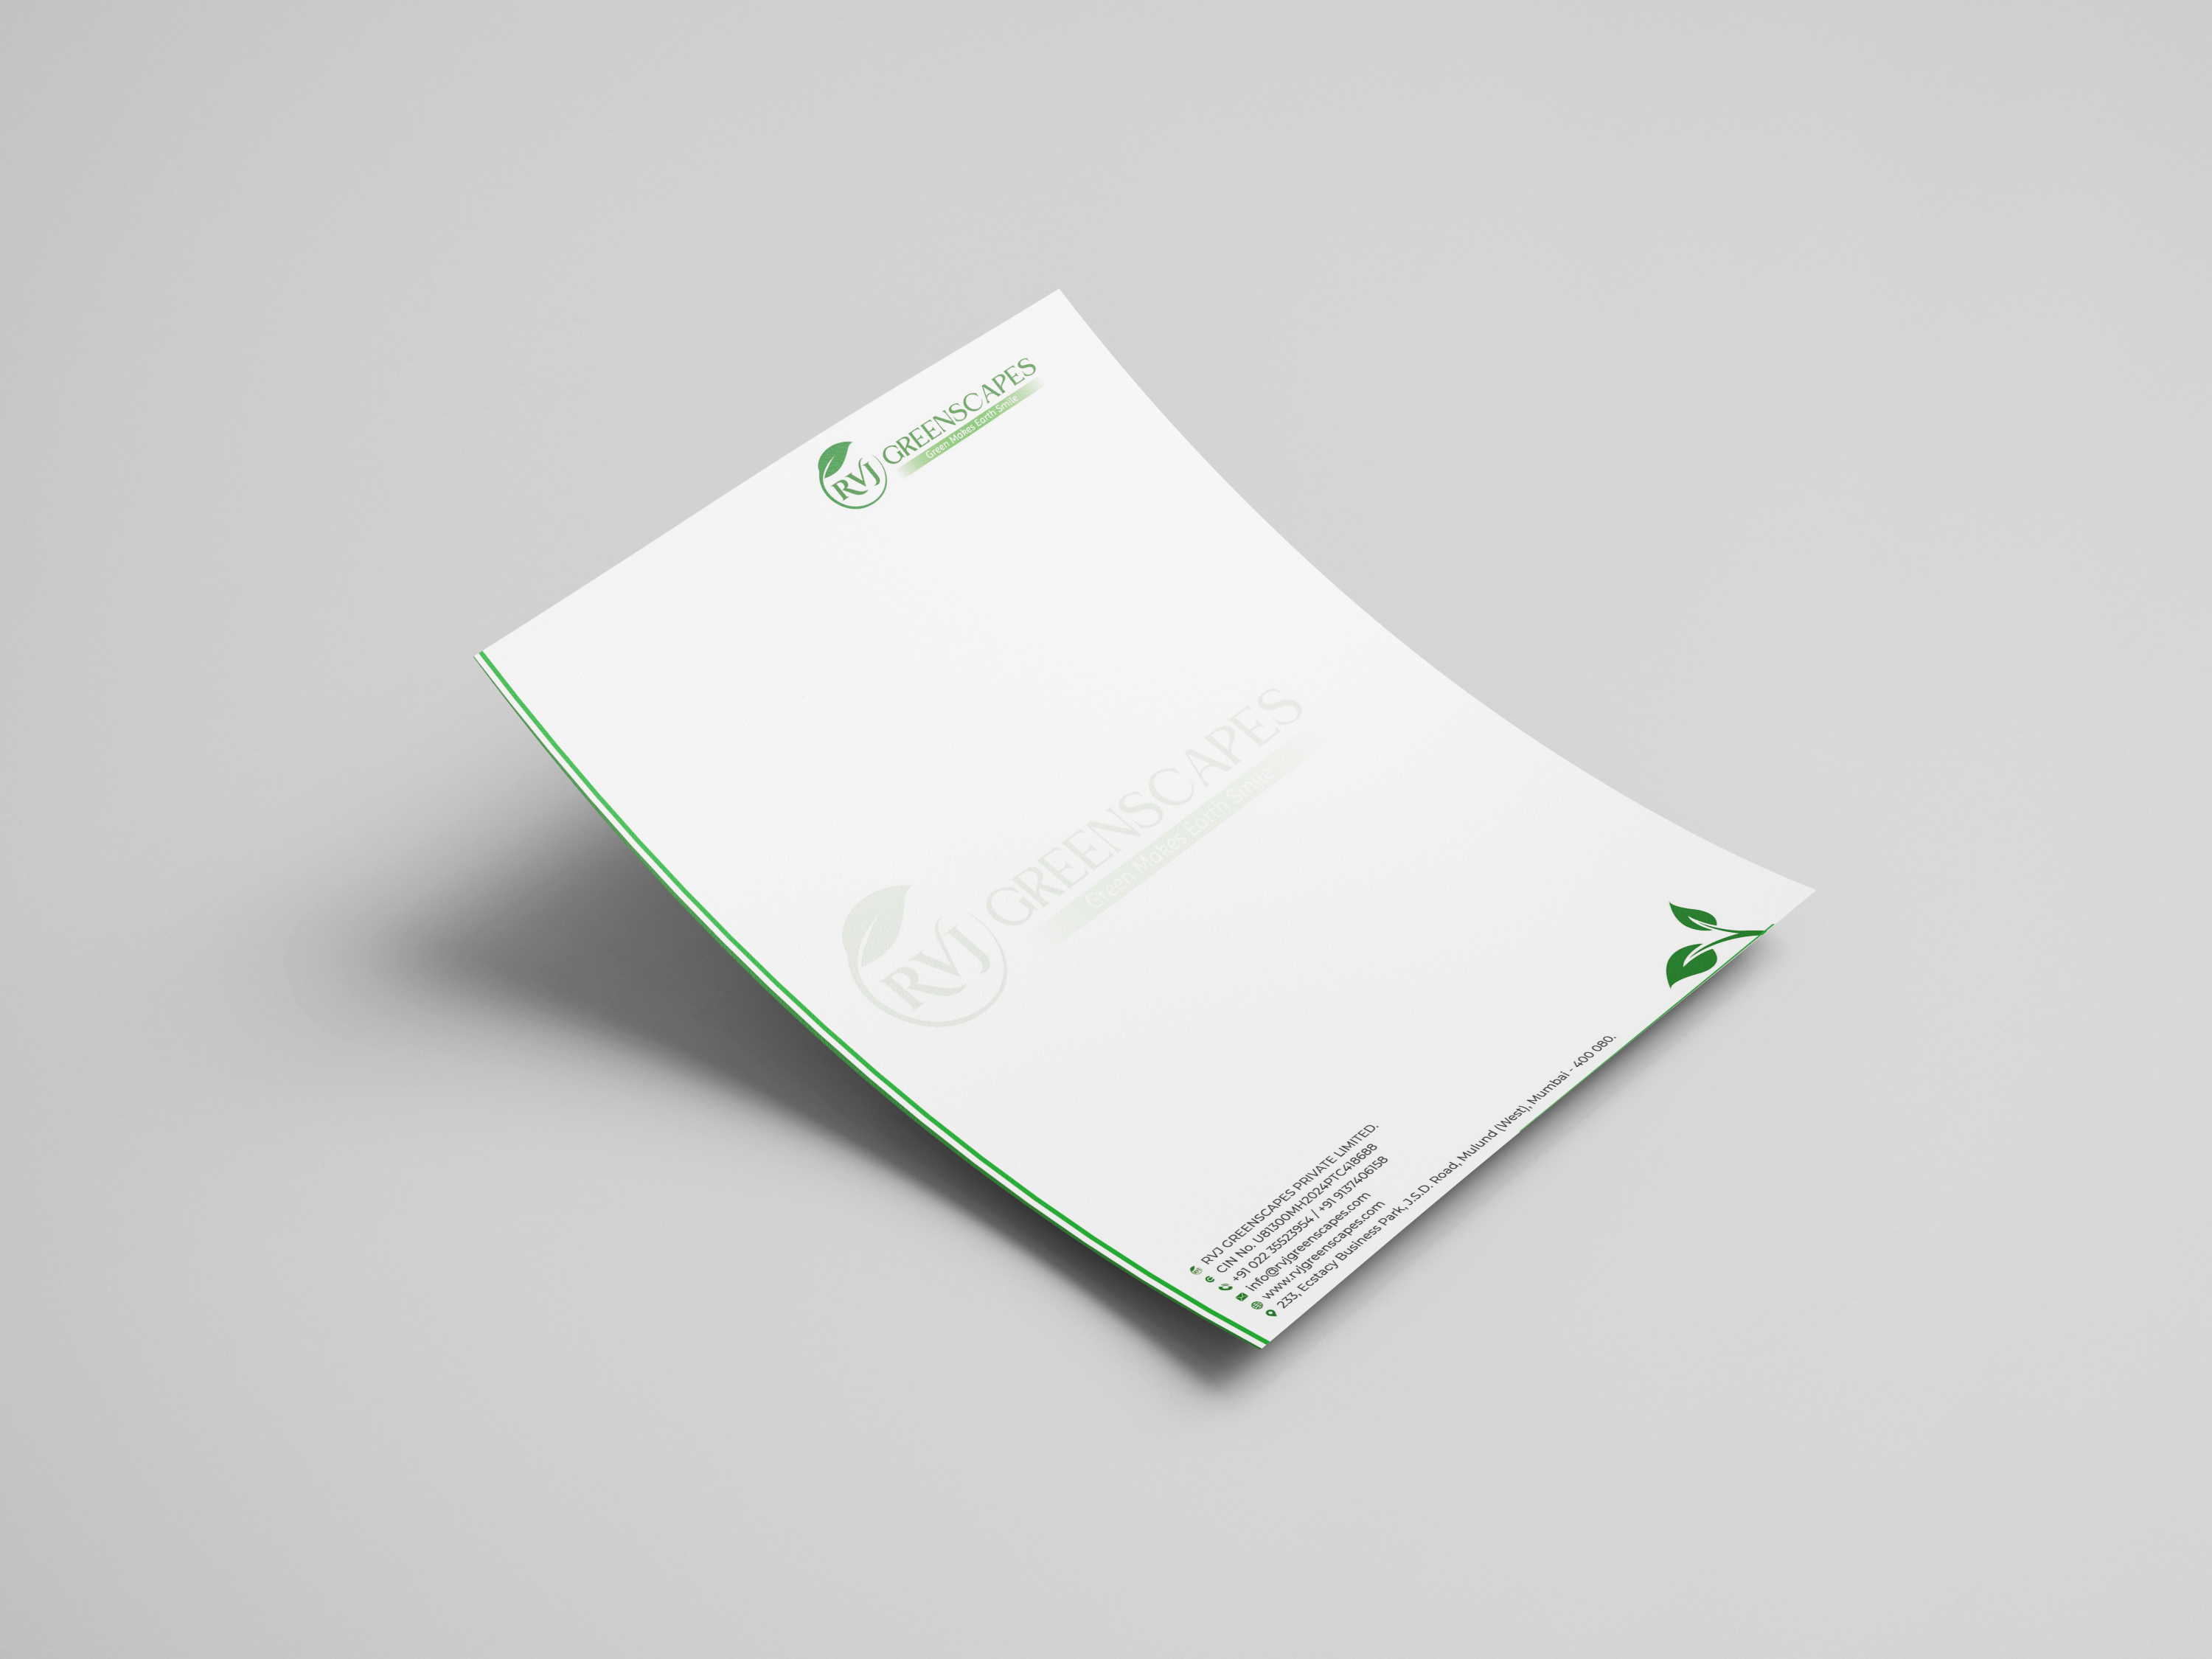 RVJ GREENSCAPES
Green Makes Earth Smile
RVJ GREENSCAPES
Green Makes Earth Smile
RVJ GREENSCAPES PRIVATE LIMITED.
CIN No. U81300MH2024PTC418688
+91 022 35523954 / +91 9137406158
info@rvjgreenscapes.com
www.rvjgreenscapes.com
233, Ecstacy Business Park, J.S.D. Road, Mulund (West), Mumbai - 400 080.